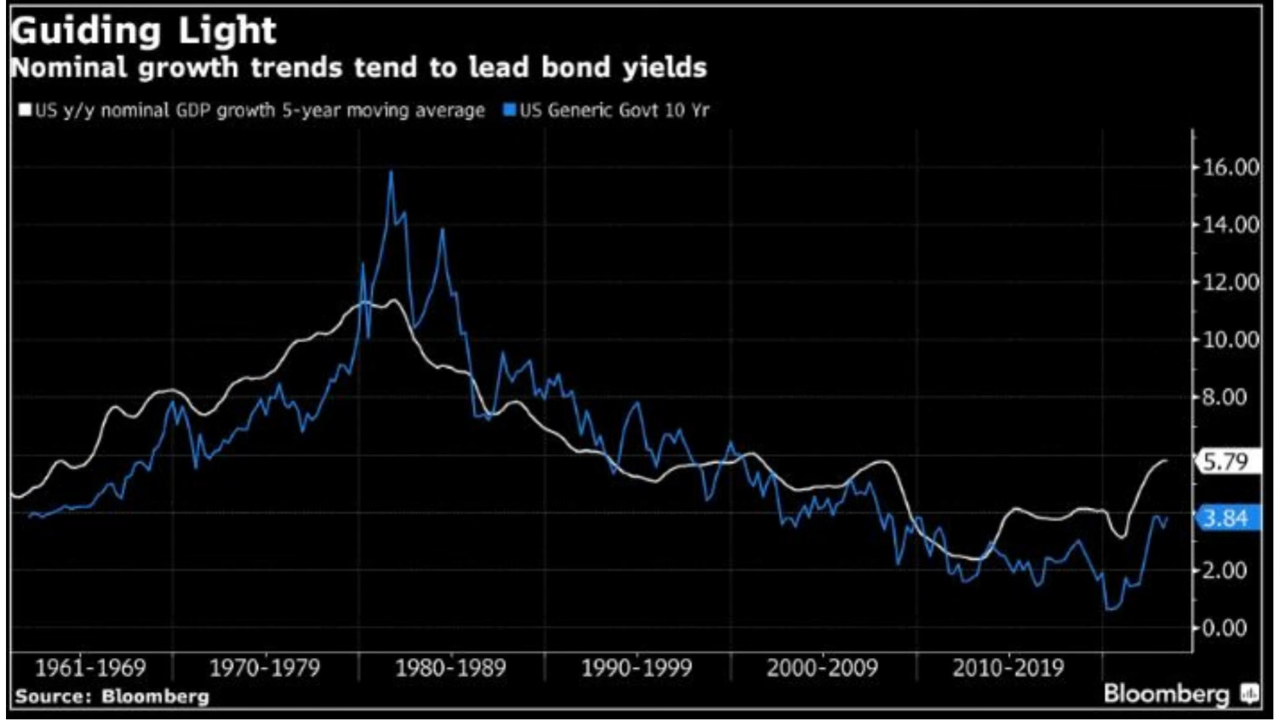 Guiding Light
Nominal growth trends tend to lead bond yields
US y/y nominal GDP growth 5-year moving average US Generic Govt 10 Yr
16.00
14.00
12.00
10.00
8.00
5.79
3.84
2.00
0.00
1961-1969 1970-1979 1980-1989 1990-1999 2000-2009 2010-2019
Source: Bloomberg
Bloomberg